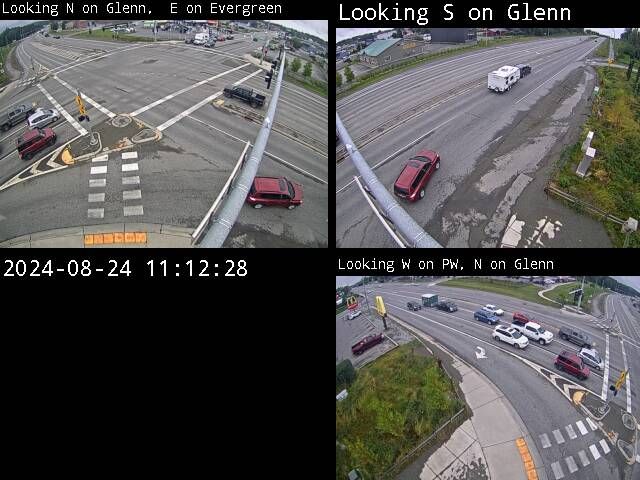 Looking N on Glenn,  E on Evergreen
Looking S on Glenn
2024-08-24 11:12:28
Looking W on PW, N on Glenn